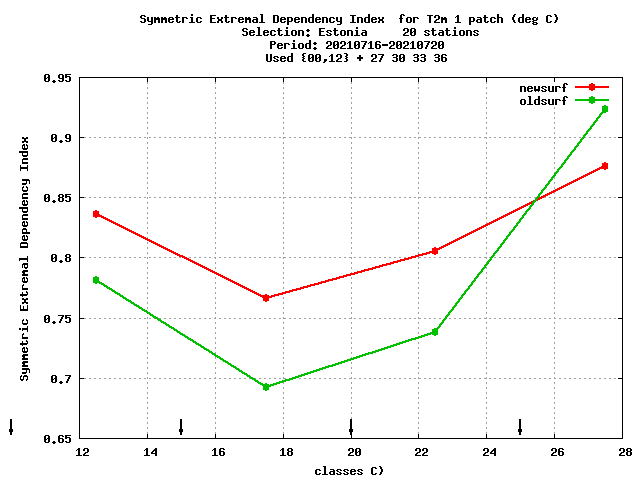 Symmetric Extremal Dependency Index  for T2m 1 patch (deg C)
Selection: Estonia     20 stations
Period: 20210716-20210720
Used {00,12} + 27 30 33 36
newsurf
oldsurf
Symmetric Extremal Dependency Index
0.95
0.9
0.85
0.8
0.75
0.7
0.65
12 14 16 18 20 22 24 26 28
classes C)